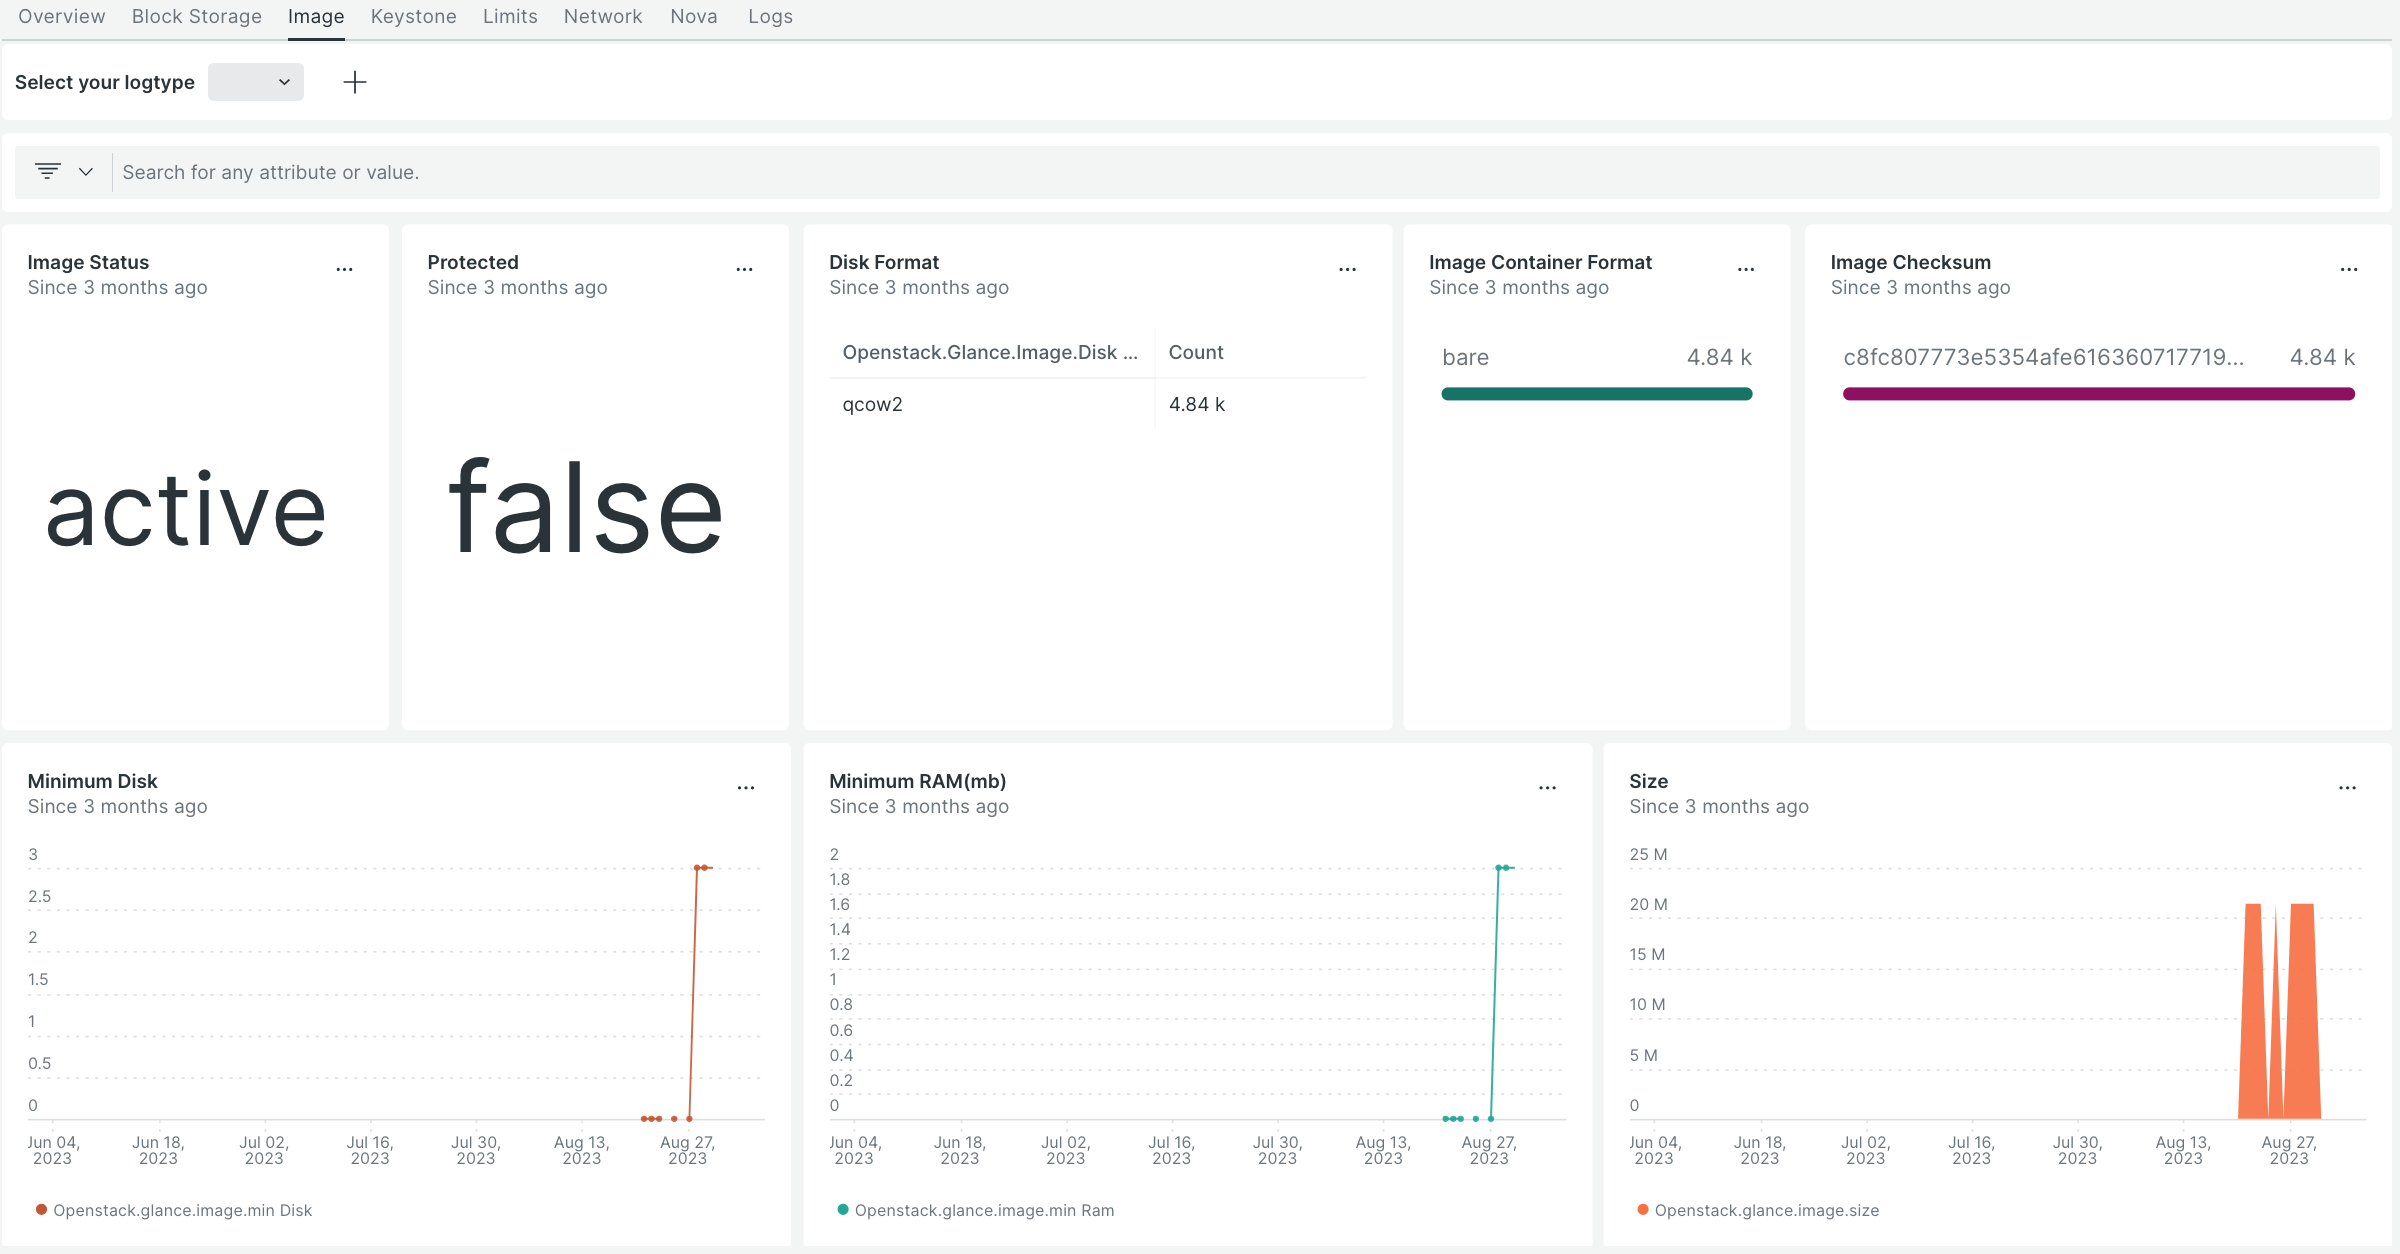 Overview Block Storage Image Keystone Limits Network Nova Logs
Select your logtype
Search for any attribute or value.
Image Status
Since 3 months ago
active
Protected
Since 3 months ago
false
Disk Format
Since 3 months ago
Openstack.Glance.Image.Disk ... Count
qcow2 4.84 k
Image Container Format
Since 3 months ago
bare 4.84 k
Image Checksum
Since 3 months ago
c8fc807773e5354afe616360717719... 4.84 k
Minimum Disk
Since 3 months ago
3
2.5
2
1.5
1
0.5
0
Jun 04, 2023 Jun 18, 2023 Jul 02, 2023 Jul 16, 2023 Jul 30, 2023 Aug 13, 2023 Aug 27, 2023
Openstack.glance.image.min Disk
Minimum RAM(mb)
Since 3 months ago
2
1.8
1.6
1.4
1.2
1
0.8
0.6
0.4
0.2
0
Jun 04, 2023 Jun 18, 2023 Jul 02, 2023 Jul 16, 2023 Jul 30, 2023 Aug 13, 2023 Aug 27, 2023
Openstack.glance.image.min Ram
Size
Since 3 months ago
25 M
20 M
15 M
10 M
5 M
0
Jun 04, 2023 Jun 18, 2023 Jul 02, 2023 Jul 16, 2023 Jul 30, 2023 Aug 13, 2023 Aug 27, 2023
Openstack.glance.image.size